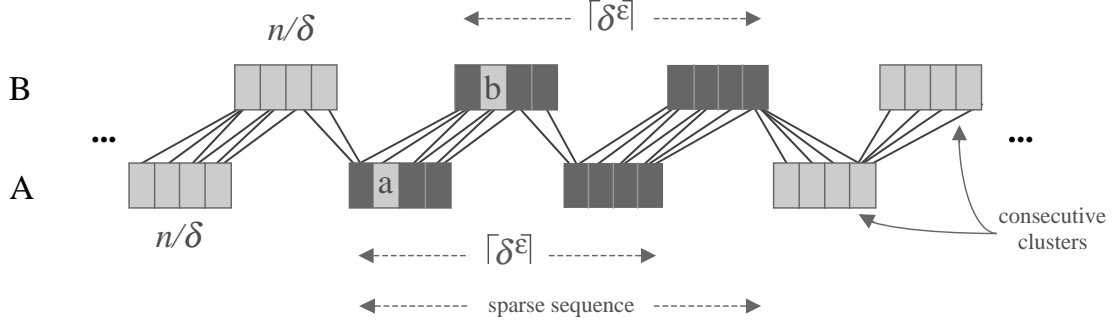 ⌈δ^ε⌉
n/δ
B
b
...
...
A
a
n/δ
consecutive
clusters
⌈δ^ε⌉
sparse sequence